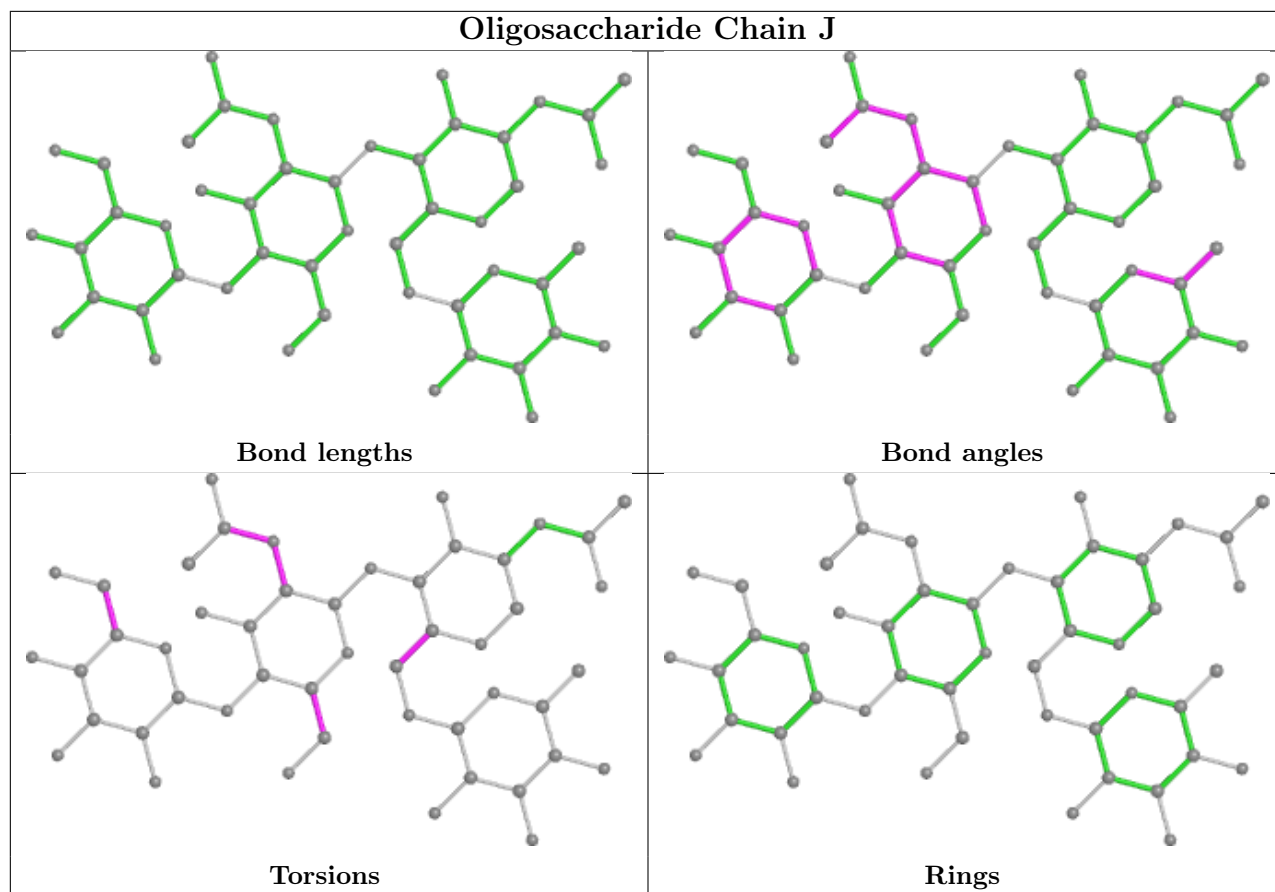 Oligosaccharide Chain J
Bond lengths
Bond angles
Torsions
Rings